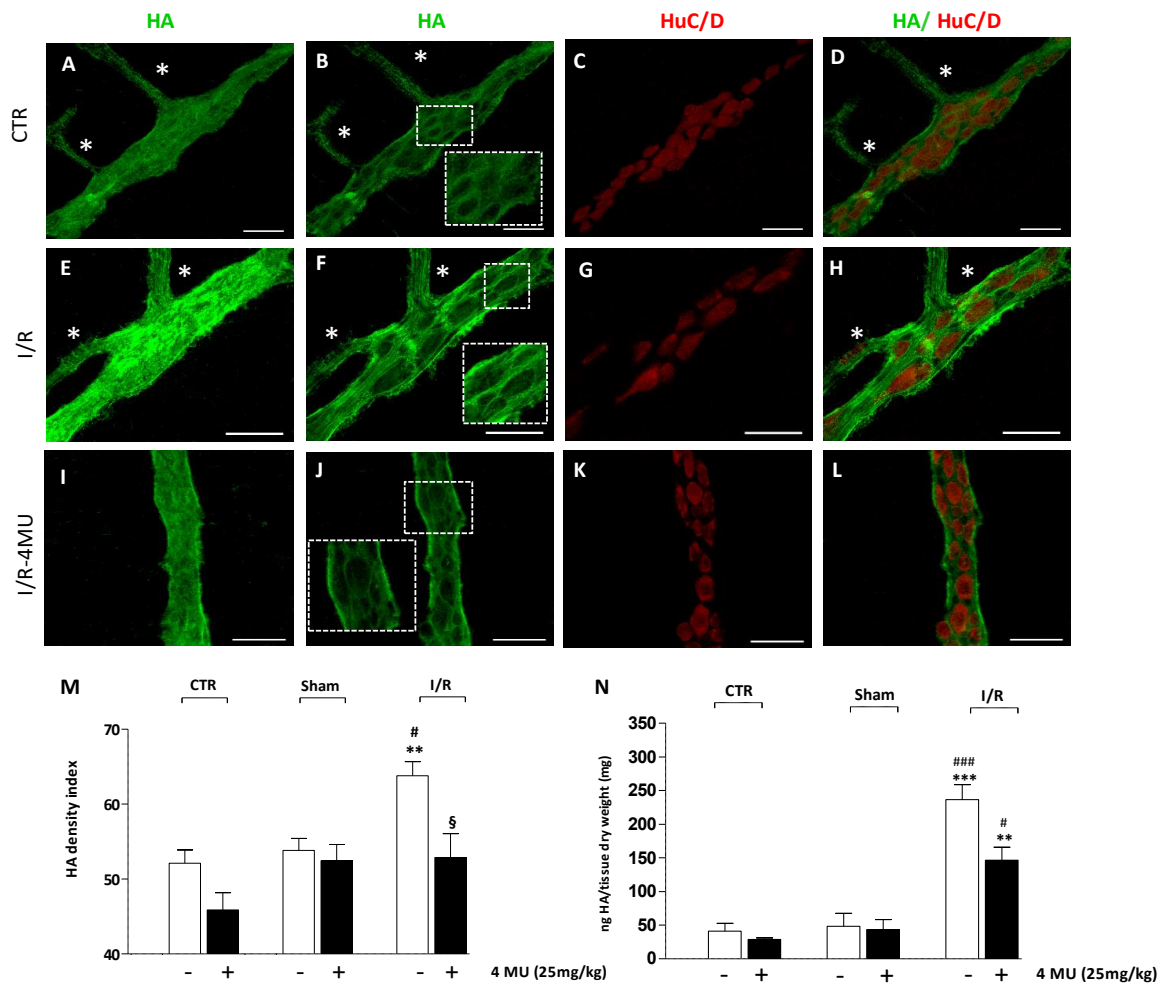 HA HA HuC/D HA/ HuC/D
CTR
A * *
B * *
C
D * *
I/R
E * *
F * *
G
H * *
I/R-4MU
I
J
K
L
M
CTR Sham I/R
HA density index
70
60
50
40
#
**
§
- + - + - + 4 MU (25mg/kg)
N
CTR Sham I/R
ng HA/tissue dry weight (mg)
350
300
250
200
150
100
50
0
###
***
#
**
- + - + - + 4 MU (25mg/kg)